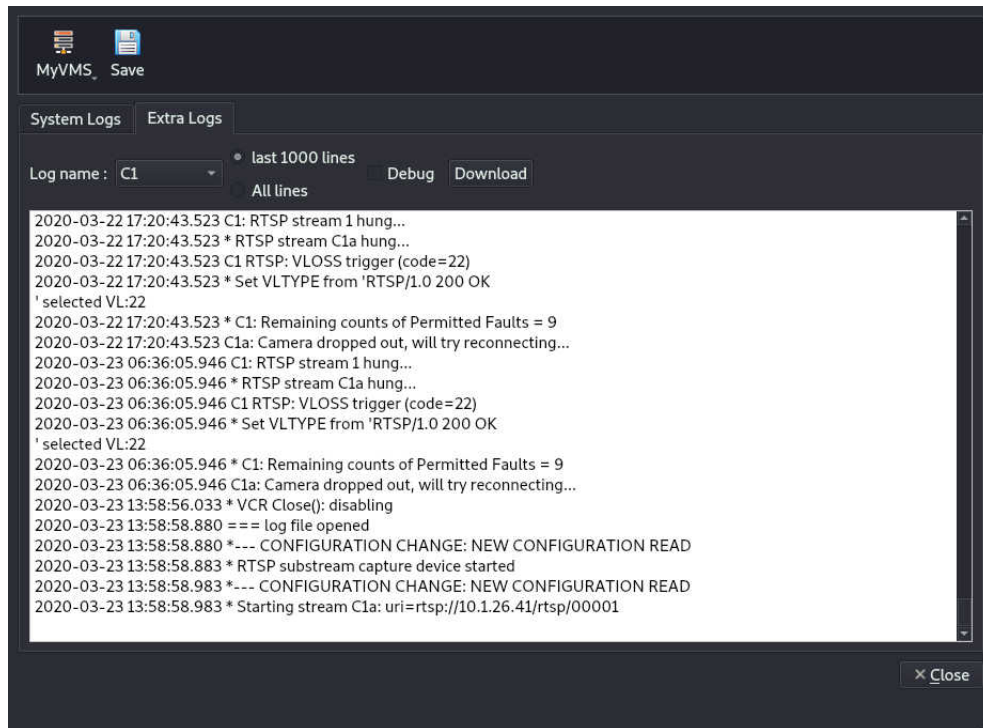 MyVMS Save
System Logs Extra Logs
Log name : C1
last 1000 lines
All lines
Debug Download
2020-03-22 17:20:43.523 C1: RTSP stream 1 hung...
2020-03-22 17:20:43.523 * RTSP stream C1a hung...
2020-03-22 17:20:43.523 C1 RTSP: VLOSS trigger (code=22)
2020-03-22 17:20:43.523 * Set VLTYPE from 'RTSP/1.0 200 OK
' selected VL:22
2020-03-22 17:20:43.523 * C1: Remaining counts of Permitted Faults = 9
2020-03-22 17:20:43.523 C1a: Camera dropped out, will try reconnecting...
2020-03-23 06:36:05.946 C1: RTSP stream 1 hung...
2020-03-23 06:36:05.946 * RTSP stream C1a hung...
2020-03-23 06:36:05.946 C1 RTSP: VLOSS trigger (code=22)
2020-03-23 06:36:05.946 * Set VLTYPE from 'RTSP/1.0 200 OK
' selected VL:22
2020-03-23 06:36:05.946 * C1: Remaining counts of Permitted Faults = 9
2020-03-23 06:36:05.946 C1a: Camera dropped out, will try reconnecting...
2020-03-23 13:58:56.033 * VCR Close(): disabling
2020-03-23 13:58:58.880 === log file opened
2020-03-23 13:58:58.880 *--- CONFIGURATION CHANGE: NEW CONFIGURATION READ
2020-03-23 13:58:58.883 * RTSP substream capture device started
2020-03-23 13:58:58.983 *--- CONFIGURATION CHANGE: NEW CONFIGURATION READ
2020-03-23 13:58:58.983 * Starting stream C1a: uri=rtsp://10.1.26.41/rtsp/00001
Close